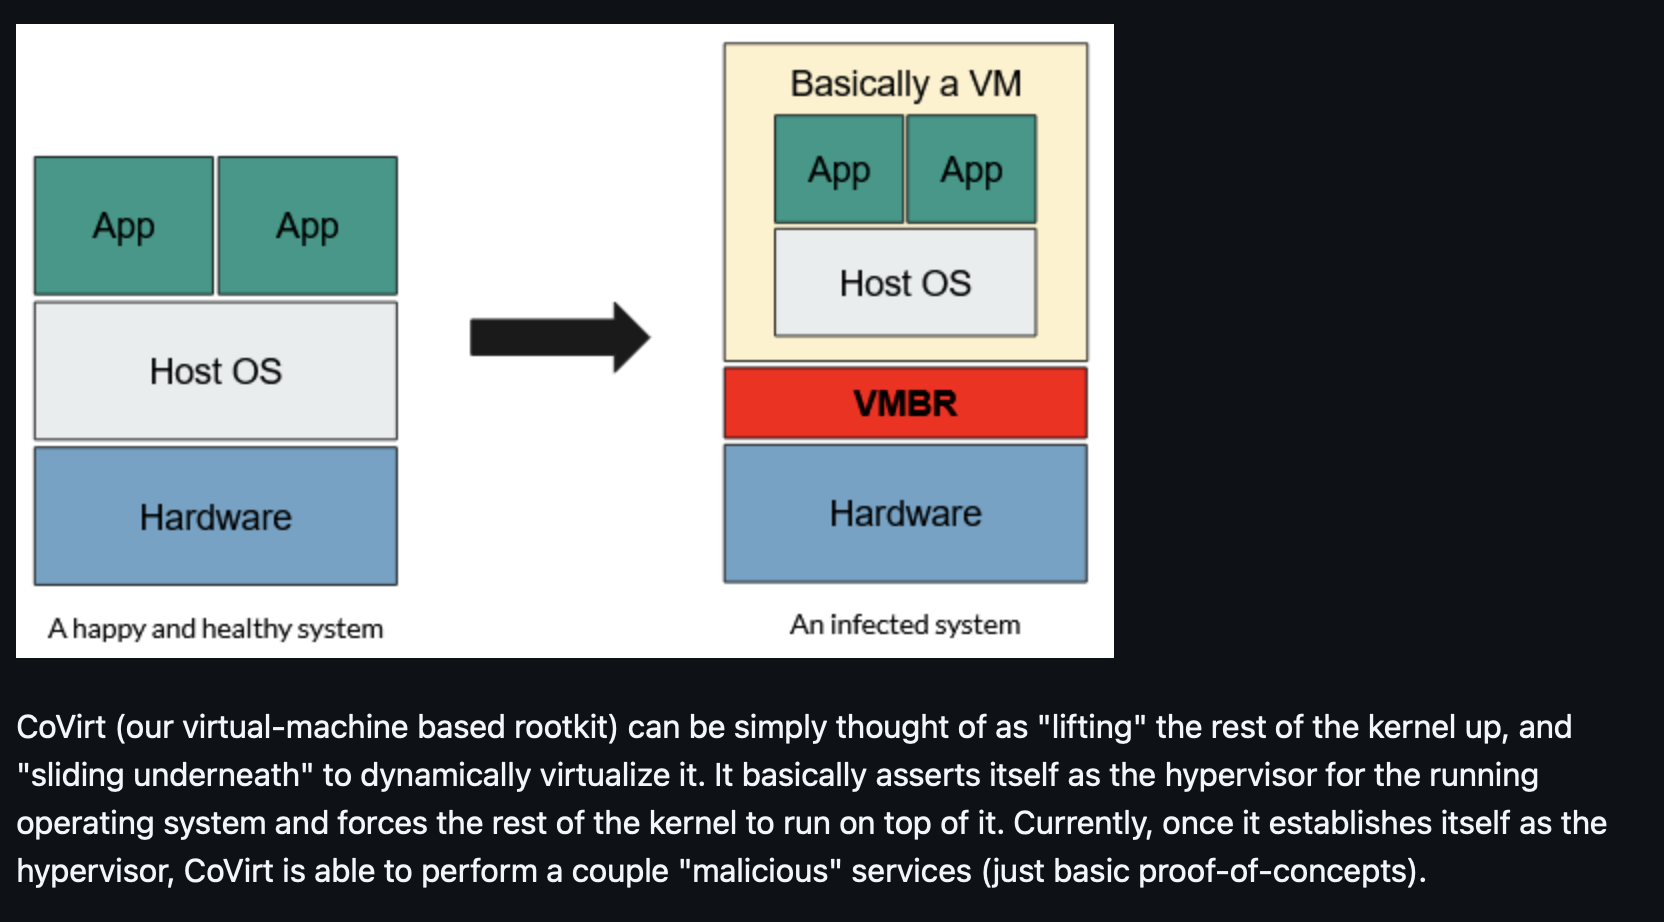 Basically a VM
App App
Host OS
VMBR
Hardware
An infected system
App App
Host OS
Hardware
A happy and healthy system
CoVirt (our virtual-machine based rootkit) can be simply thought of as "lifting" the rest of the kernel up, and
"sliding underneath" to dynamically virtualize it. It basically asserts itself as the hypervisor for the running
operating system and forces the rest of the kernel to run on top of it. Currently, once it establishes itself as the
hypervisor, CoVirt is able to perform a couple "malicious" services (just basic proof-of-concepts).